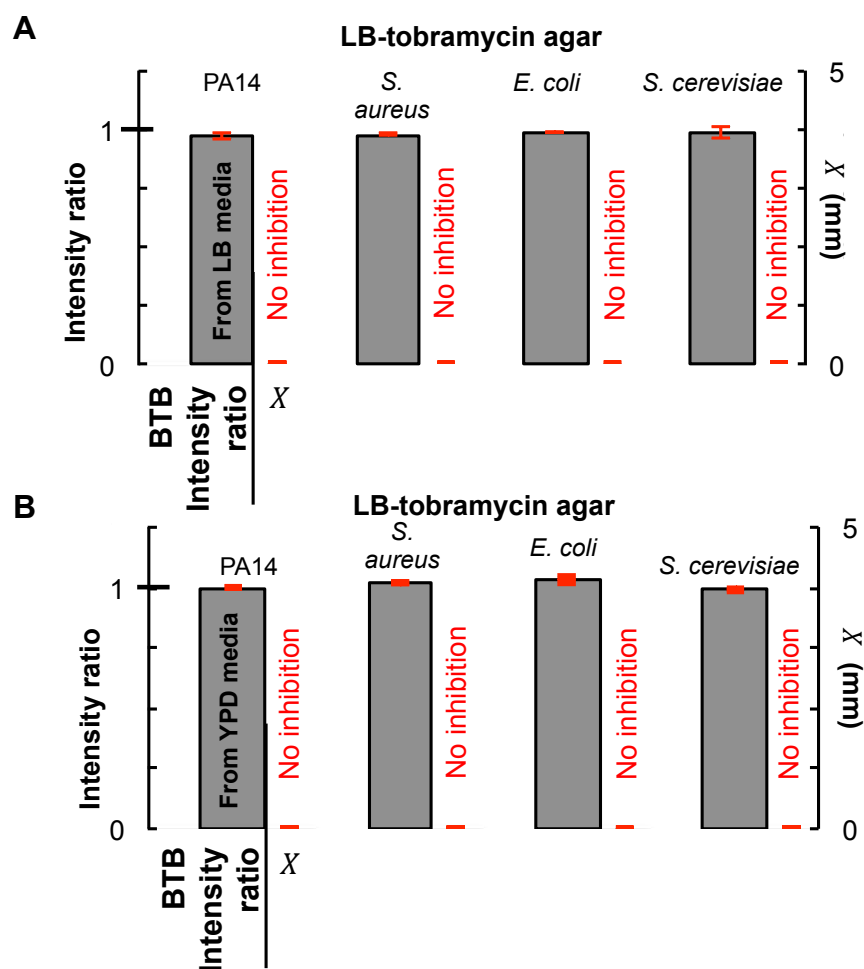 A
LB-tobramycin agar
PA14
S.
aureus
E. coli
S. cerevisiae
5
1
Intensity ratio
From LB media
No inhibition
No inhibition
No inhibition
No inhibition
X (mm)
0
0
BTB
Intensity
ratio
X
B
LB-tobramycin agar
S.
aureus
E. coli
PA14
S. cerevisiae
5
1
Intensity ratio
From YPD media
No inhibition
No inhibition
No inhibition
No inhibition
X (mm)
0
0
BTB
Intensity
ratio
X